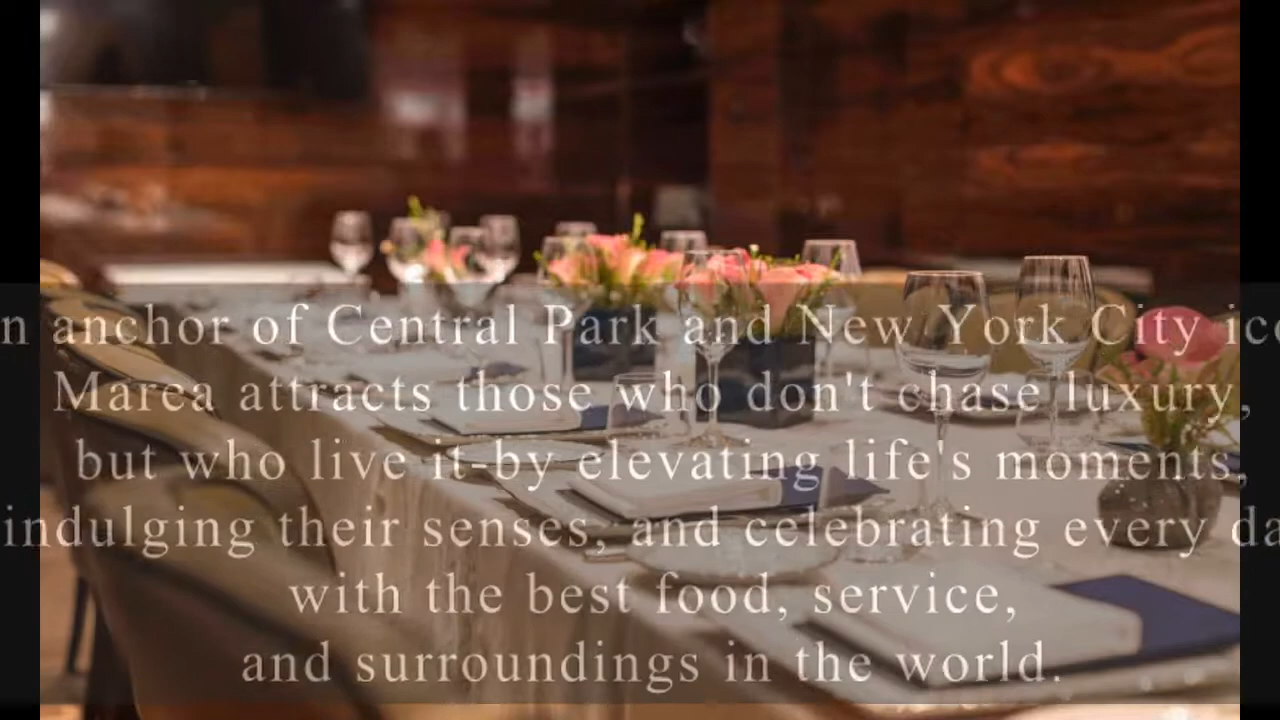 n anchor of Central Park and New York City ic
Marea attracts those who don't chase luxury,
but who live it-by elevating life's moments,
indulging their senses, and celebrating every da
with the best food, service,
and surroundings in the world.